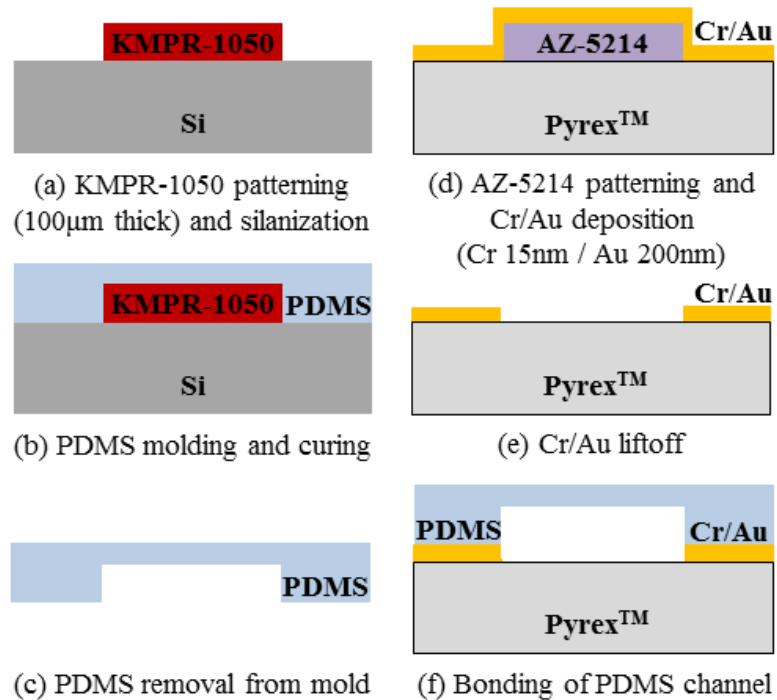 KMPR-1050
Si
(a) KMPR-1050 patterning
(100μm thick) and silanization
KMPR-1050 PDMS
Si
(b) PDMS molding and curing
PDMS
(c) PDMS removal from mold
AZ-5214 Cr/Au
Pyrex™
(d) AZ-5214 patterning and
Cr/Au deposition
(Cr 15nm / Au 200nm)
Cr/Au
Pyrex™
(e) Cr/Au liftoff
PDMS Cr/Au
Pyrex™
(f) Bonding of PDMS channel